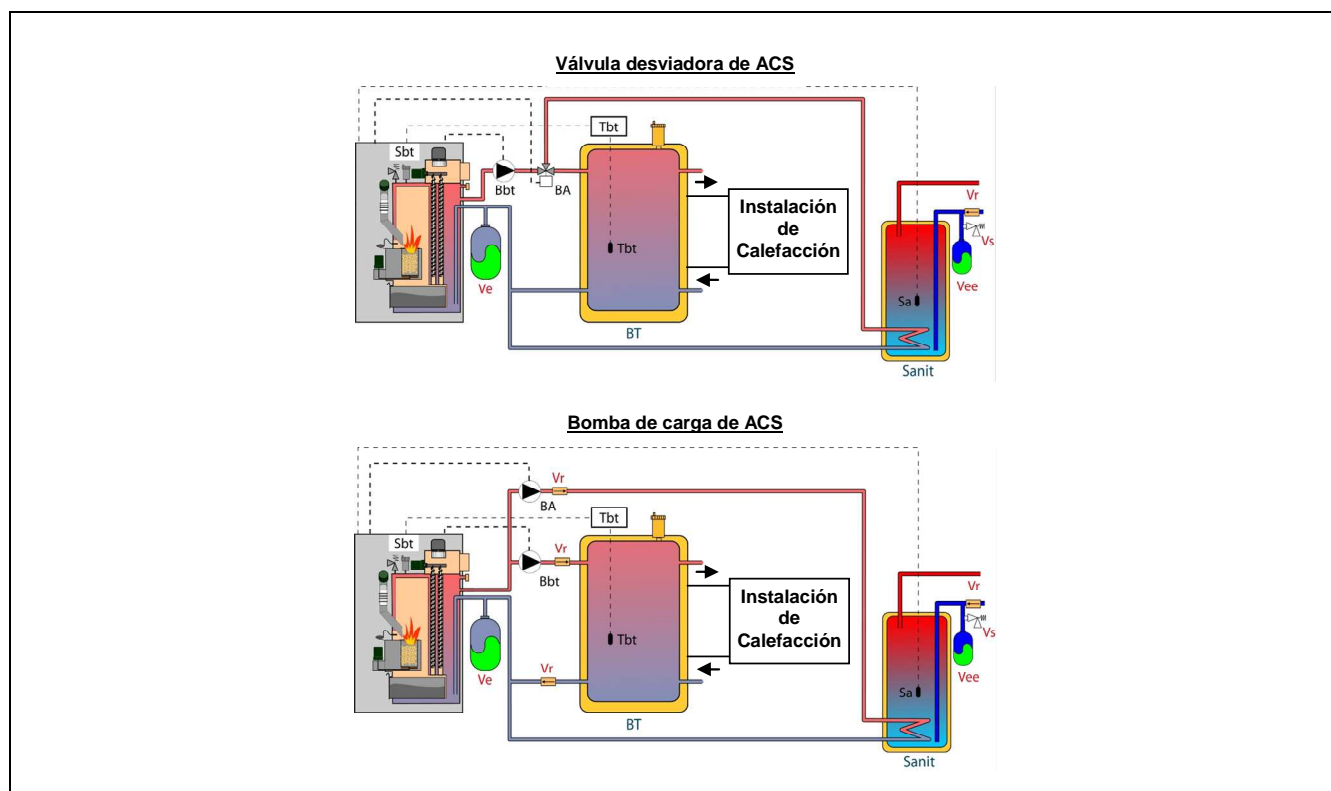 Válvula desviadora de ACS
Tbt
Sbt
Bbt
BA
Vr
Instalación
de
Calefacción
Vs
Tbt
Ve
Vee
Sa
BT
Sanit
Bomba de carga de ACS
Vr
BA
Tbt
Sbt
Vr
Bbt
Vr
Instalación
de
Calefacción
Vs
Tbt
Ve
Vr
Vee
Sa
BT
Sanit